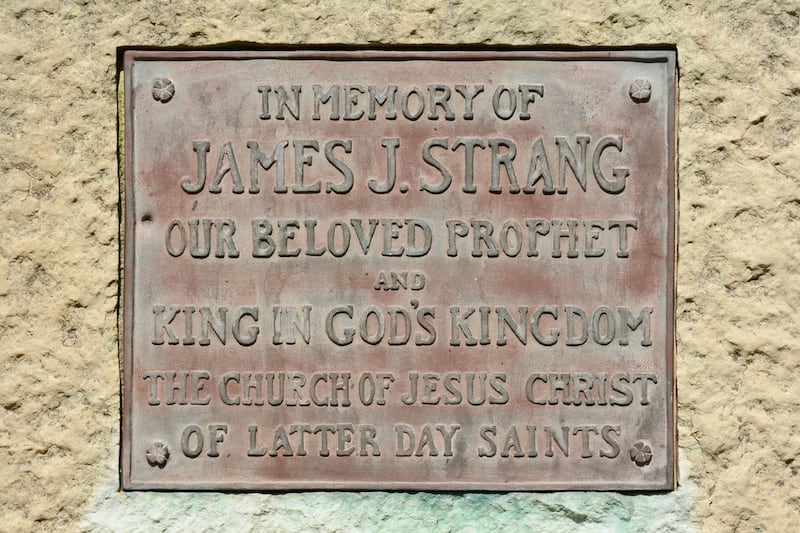 IN MEMORY OF
JAMES J. STRANG
OUR BELOVED PROPHET
AND
KING IN GOD'S KINGDOM
THE CHURCH OF JESUS CHRIST
OF LATTER DAY SAINTS